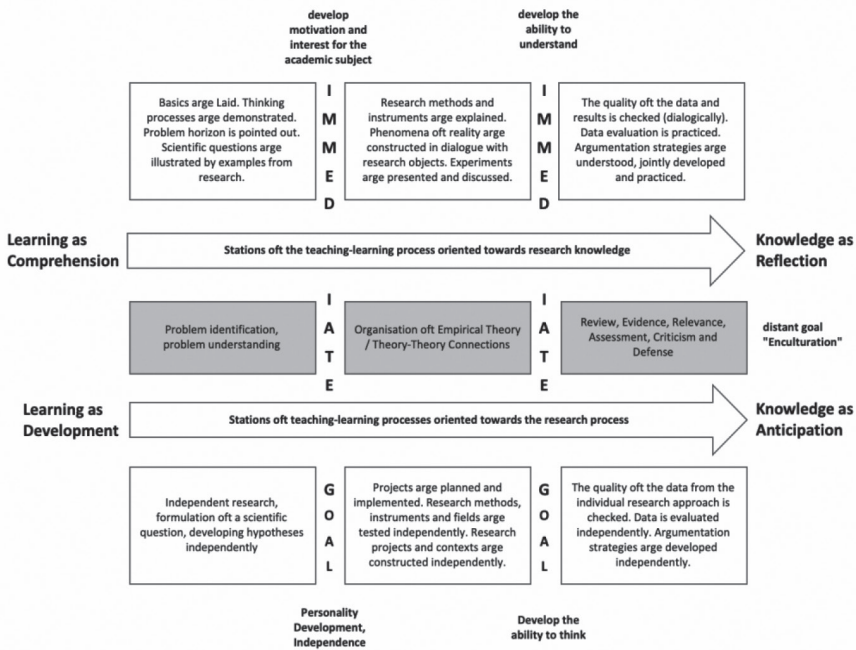 develop
motivation and
interest for the
academic subject
develop the
ability to
understand
Basics arge Laid. Thinking
processes arge demonstrated.
Problem horizon is pointed out.
Scientific questions arge
illustrated by examples from
research.
I
M
M
E
D
Research methods and
instruments arge explained.
Phenomena oft reality arge
constructed in dialogue with
research objects. Experiments
arge presented and discussed.
I
M
M
E
D
The quality oft the data and
results is checked (dialogically).
Data evaluation is practiced.
Argumentation strategies arge
understood, jointly developed
and practiced.
Learning as
Comprehension
Stations oft the teaching-learning process oriented towards research knowledge
Knowledge as
Reflection
Problem identification,
problem understanding
I
A
T
E
Organisation oft Empirical Theory
/ Theory-Theory Connections
I
A
T
E
Review, Evidence, Relevance,
Assessment, Criticism and
Defense
distant goal
"Enculturation"
Learning as
Development
Stations oft teaching-learning processes oriented towards the research process
Knowledge as
Anticipation
Independent research,
formulation oft a scientific
question, developing hypotheses
independently
G
O
A
L
Projects arge planned and
implemented. Research methods,
instruments and fields arge
tested independently. Research
projects and contexts arge
constructed independently.
G
O
A
L
The quality oft the data from the
individual research approach is
checked. Data is evaluated
independently. Argumentation
strategies arge developed
independently.
Personality
Development,
Independence
Develop the
ability to think